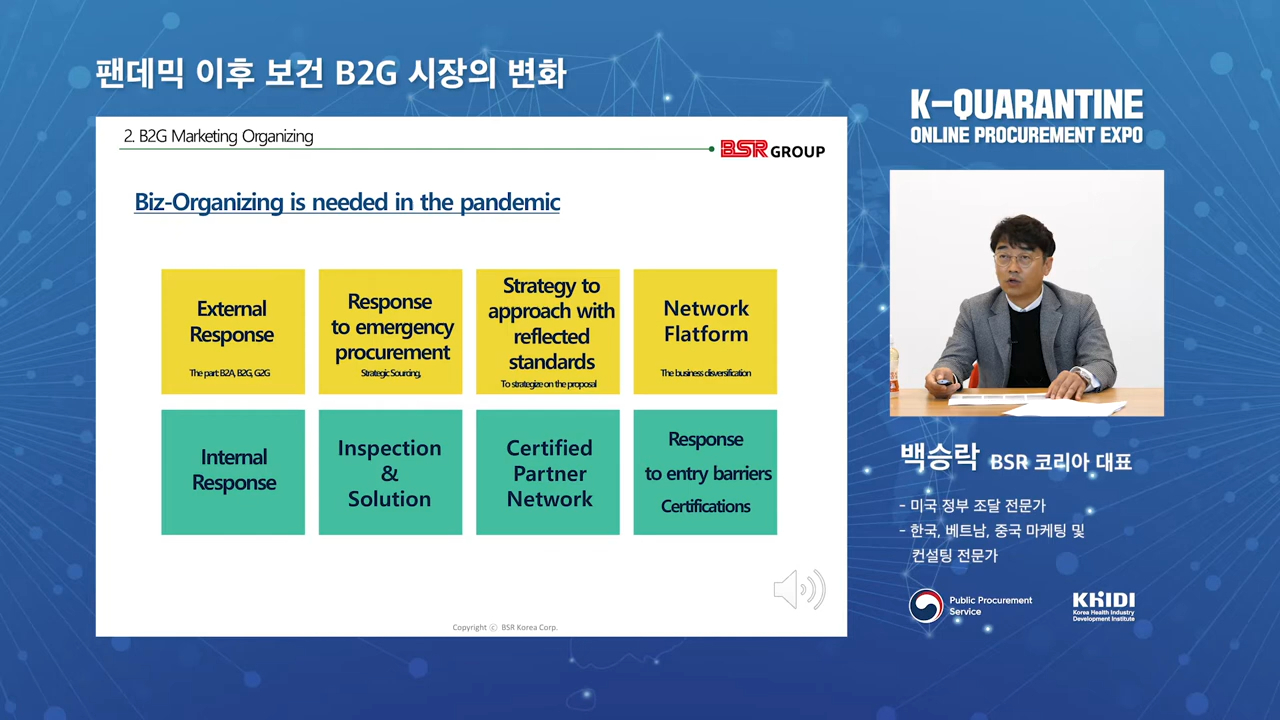 팬데믹 이후 보건 B2G 시장의 변화
2. B2G Marketing Organizing
BSR GROUP
Biz-Organizing is needed in the pandemic
External
Response
The part B2A, B2G, G2G
Response
to emergency
procurement
Strategic Sourcing,
Strategy to
approach with
reflected
standards
To strategize on the proposal
Network
Flatform
The business disversification
Internal
Response
Inspection
&
Solution
Certified
Partner
Network
Response
to entry barriers
Certifications
Copyright ⓒ BSR Korea Corp.
K-QUARANTINE
ONLINE PROCUREMENT EXPO
백승락 BSR 코리아 대표
- 미국 정부 조달 전문가
- 한국, 베트남, 중국 마케팅 및
컨설팅 전문가
Public Procurement
Service
KHIDI
Korea Health Industry
Development Institute